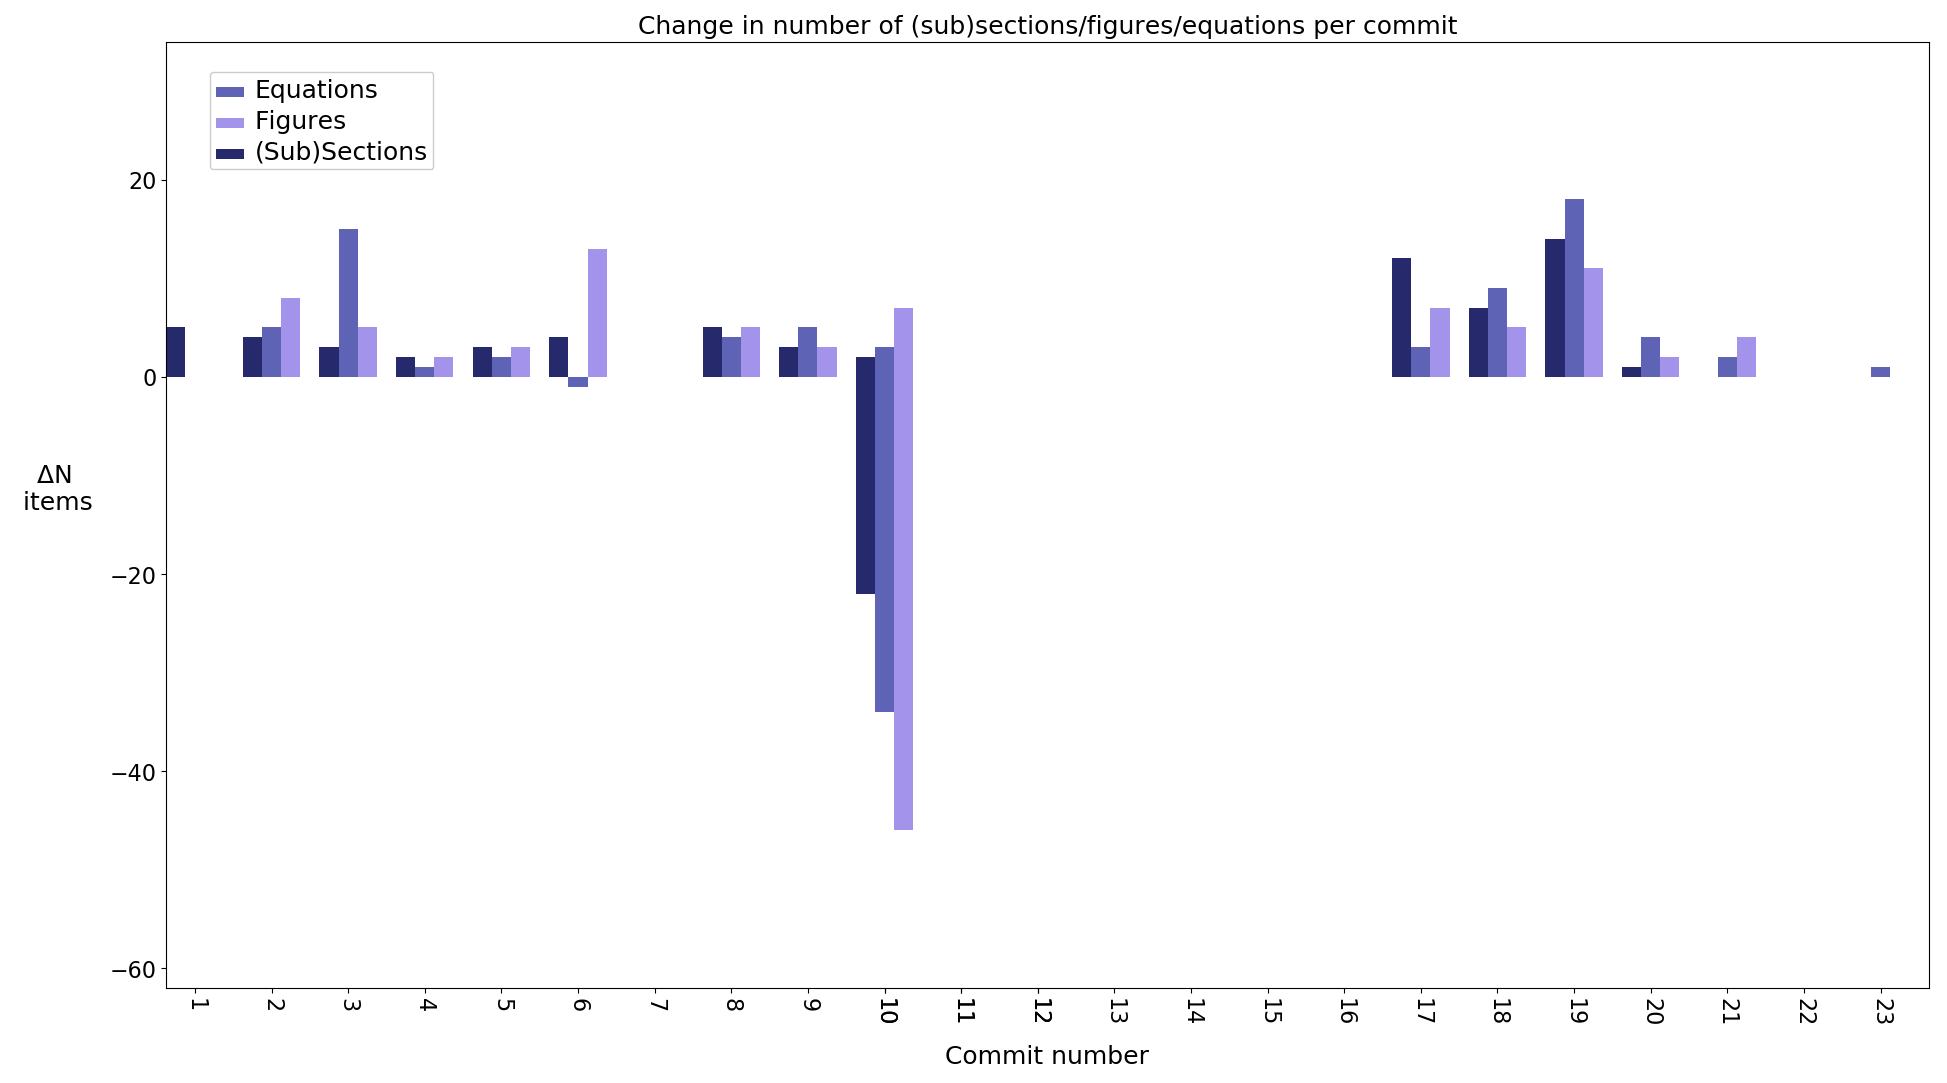 Change in number of (sub)sections/figures/equations per commit
Equations
Figures
(Sub)Sections
20
0
−20
−40
−60
ΔN
items
1 2 3 4 5 6 7 8 9 10 11 12 13 14 15 16 17 18 19 20 21 22 23
Commit number